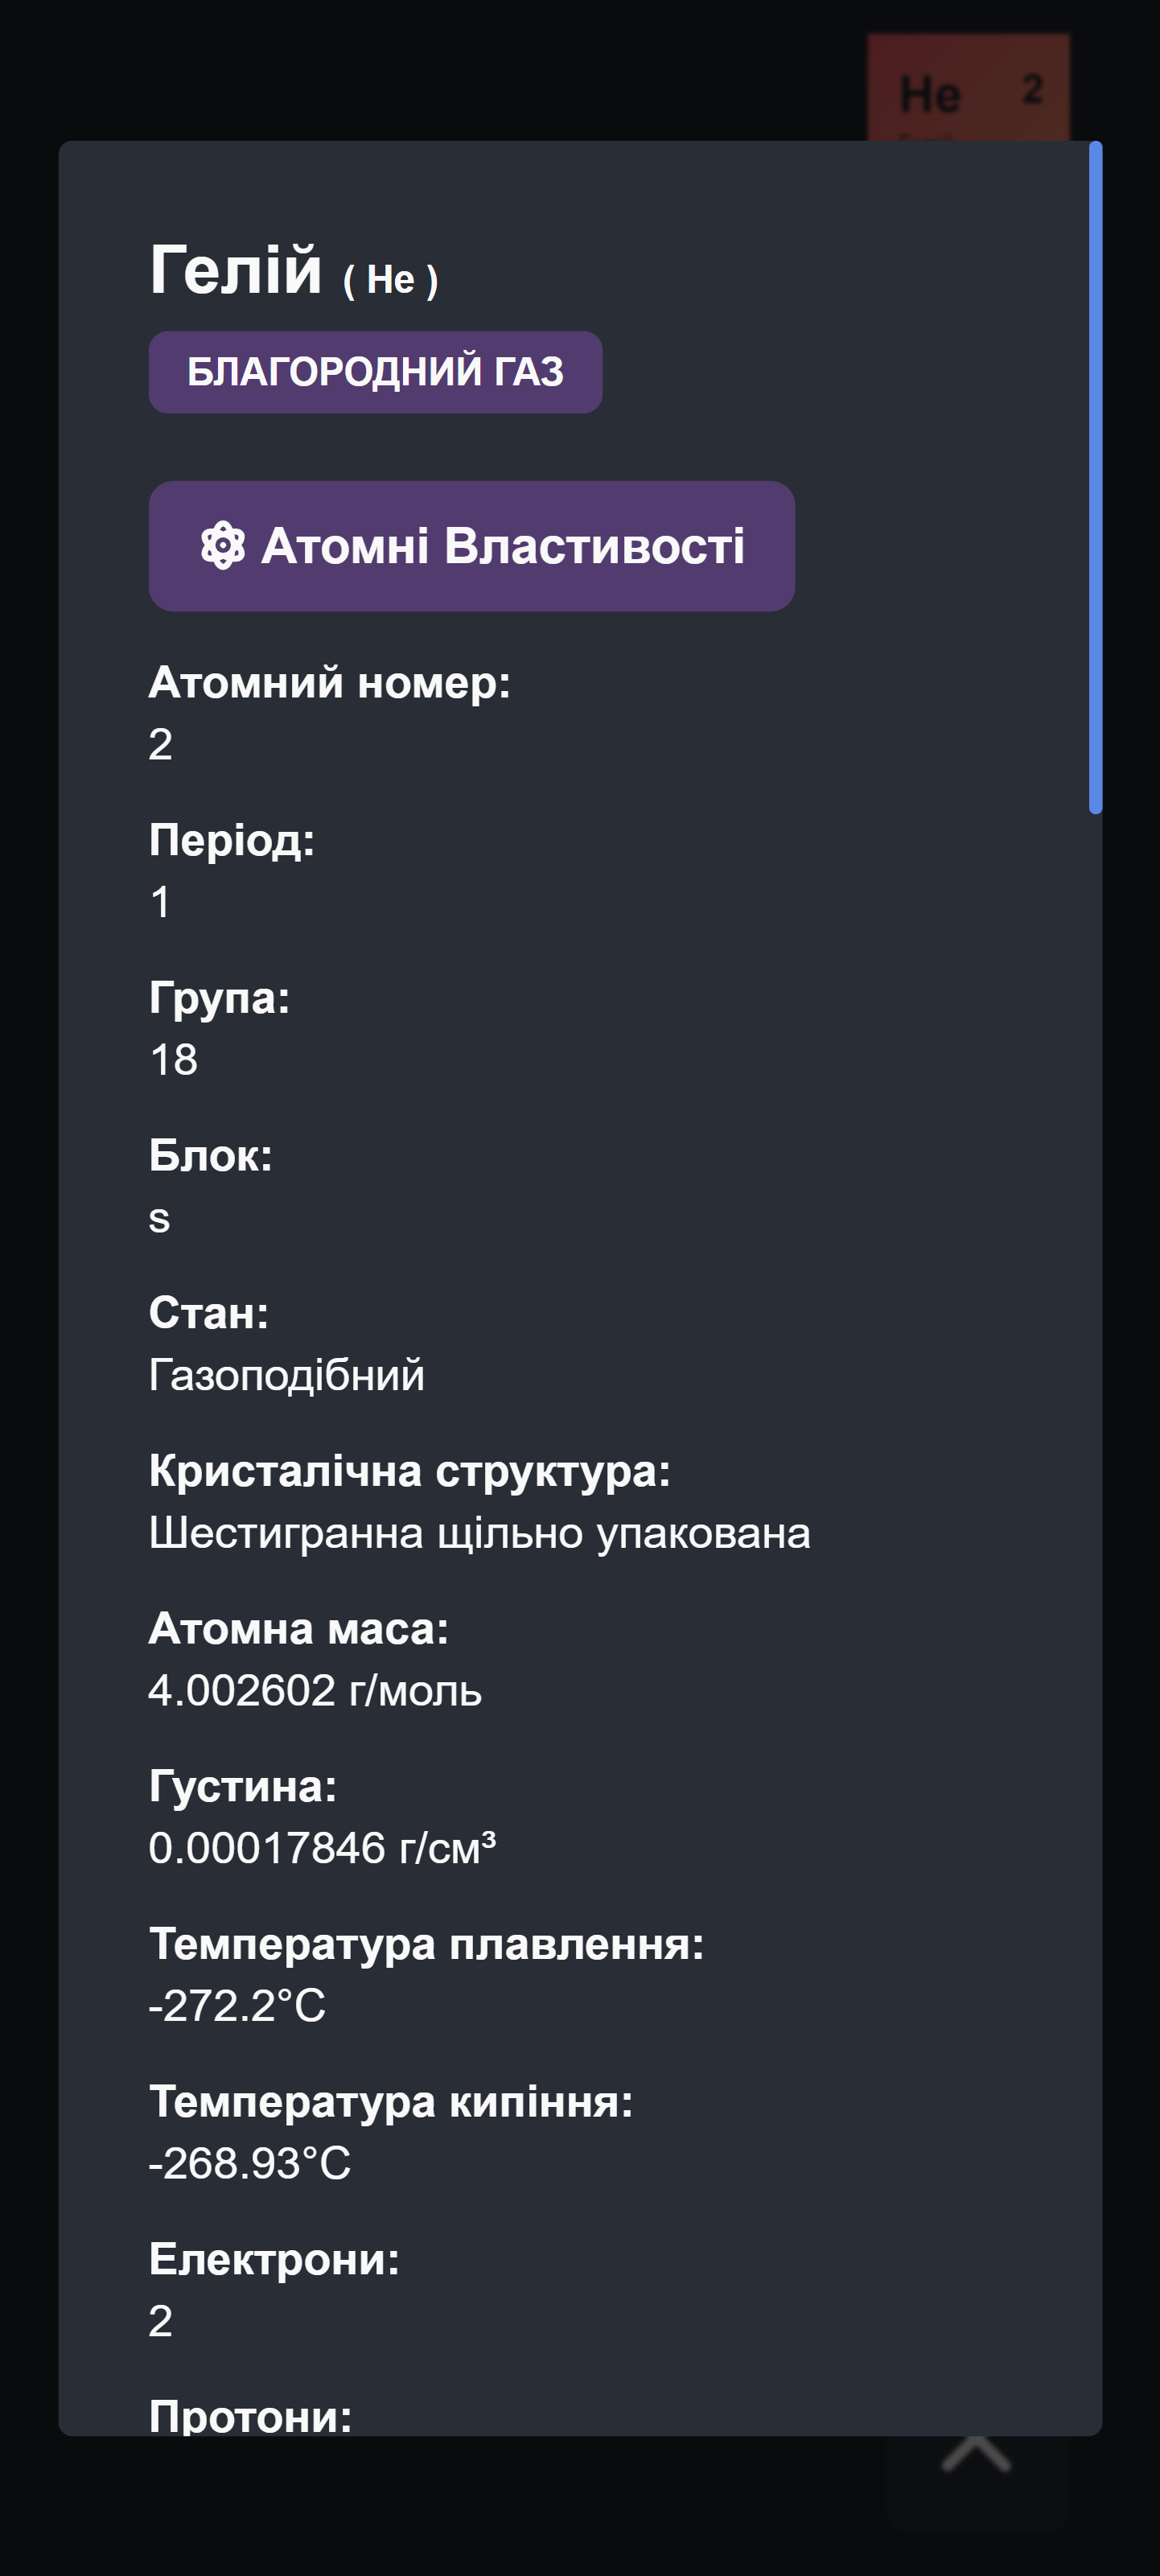 He 2
Гелій ( He )
БЛАГОРОДНИЙ ГАЗ
Атомні Властивості
Атомний номер:
2
Період:
1
Група:
18
Блок:
s
Стан:
Газоподібний
Кристалічна структура:
Шестигранна щільно упакована
Атомна маса:
4.002602 г/моль
Густина:
0.00017846 г/см³
Температура плавлення:
-272.2°C
Температура кипіння:
-268.93°C
Електрони:
2
Протони: